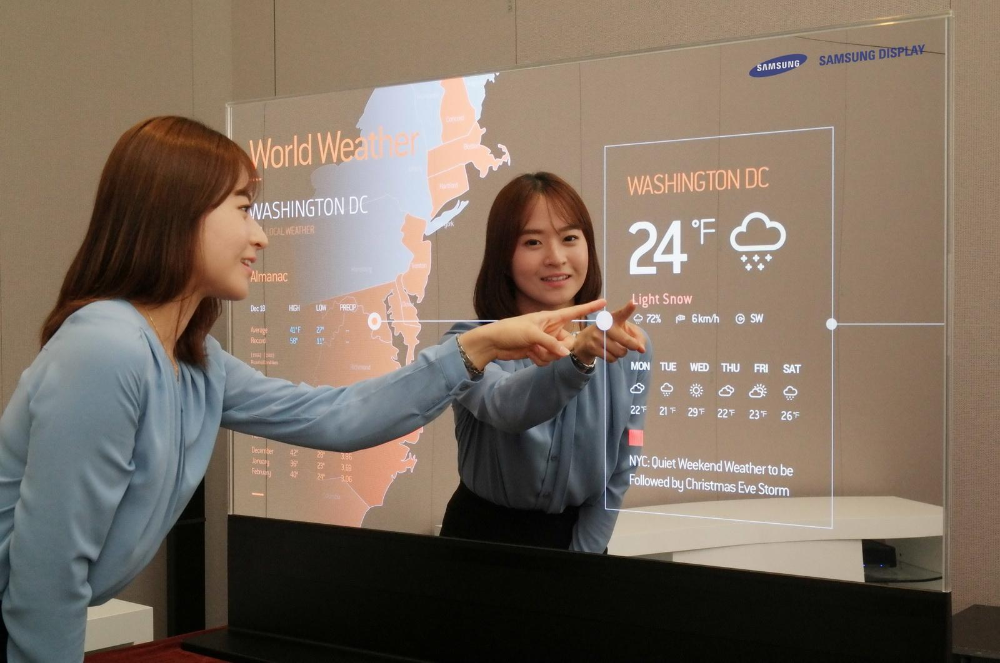 SAMSUNG
SAMSUNG DISPLAY
World Weather
WASHINGTON DC
LOCAL WEATHER
Almanac
Dec 18 HIGH LOW PRECIP
Average 41°F 27° --
Record 58° 11° --
December 42° 28° 3.86
January 36° 23° 3.69
February 40° 24° 3.06
Concord
Hartford
Trenton
Richmond
Columbia
WASHINGTON DC
24 °F
Light Snow
72% 6 km/h SW
MON TUE WED THU FRI SAT
22°F 21°F 29°F 22°F 23°F 26°F
NYC: Quiet Weekend Weather to be
Followed by Christmas Eve Storm